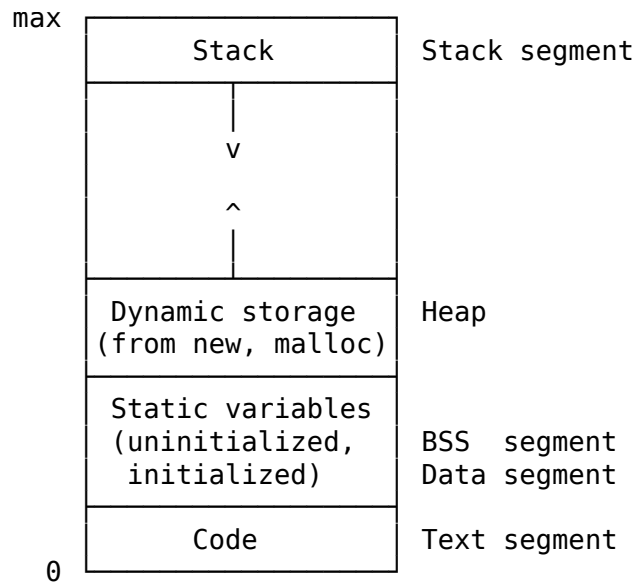 max
Stack Stack segment
v
^
Dynamic storage Heap
(from new, malloc)
Static variables
(uninitialized, BSS segment
initialized) Data segment
Code Text segment
0